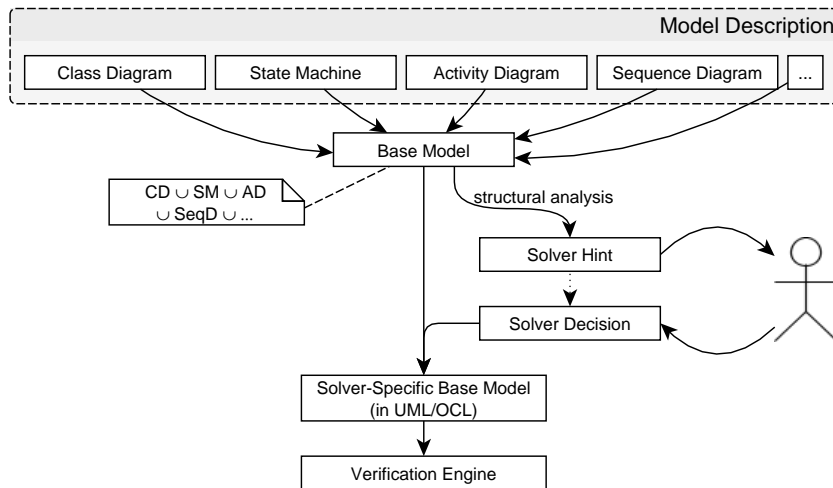 Model Description
Class Diagram
State Machine
Activity Diagram
Sequence Diagram
...
Base Model
CD ∪ SM ∪ AD
∪ SeqD ∪ ...
structural analysis
Solver Hint
Solver Decision
Solver-Specific Base Model
(in UML/OCL)
Verification Engine